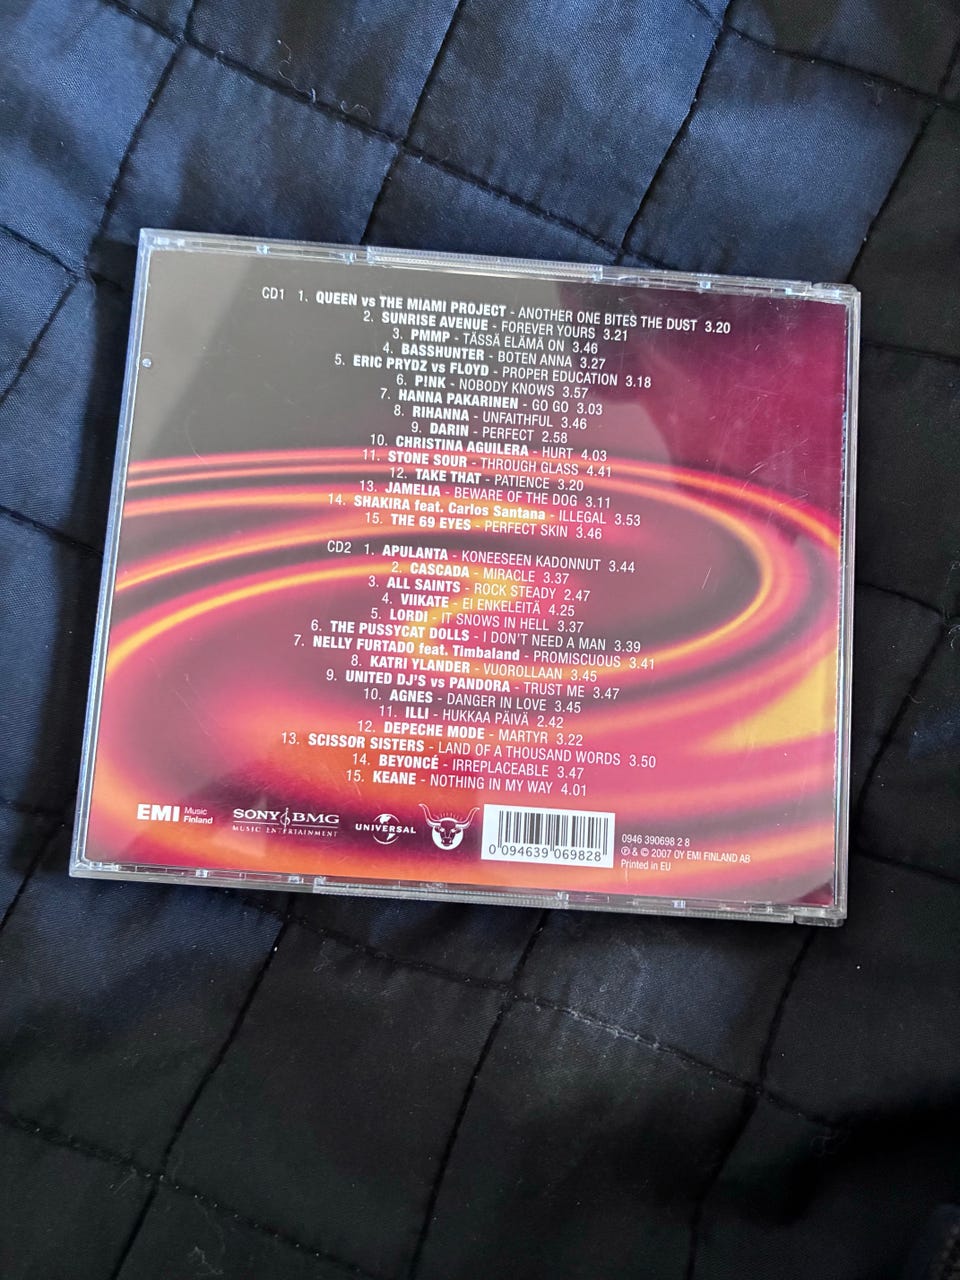 CD1 1. QUEEN vs THE MIAMI PROJECT - ANOTHER ONE BITES THE DUST 3.20
2. SUNRISE AVENUE - FOREVER YOURS 3.21
3. PMMP - TÄSSÄ ELÄMÄ ON 3.46
4. BASSHUNTER - BOTEN ANNA 3.27
5. ERIC PRYDZ vs FLOYD - PROPER EDUCATION 3.18
6. P!NK - NOBODY KNOWS 3.57
7. HANNA PAKARINEN - GO GO 3.03
8. RIHANNA - UNFAITHFUL 3.46
9. DARIN - PERFECT 2.58
10. CHRISTINA AGUILERA - HURT 4.03
11. STONE SOUR - THROUGH GLASS 4.41
12. TAKE THAT - PATIENCE 3.20
13. JAMELIA - BEWARE OF THE DOG 3.11
14. SHAKIRA feat. Carlos Santana - ILLEGAL 3.53
15. THE 69 EYES - PERFECT SKIN 3.46
CD2 1. APULANTA - KONEESEEN KADONNUT 3.44
2. CASCADA - MIRACLE 3.37
3. ALL SAINTS - ROCK STEADY 2.47
4. VIIKATE - EI ENKELEITÄ 4.25
5. LORDI - IT SNOWS IN HELL 3.37
6. THE PUSSYCAT DOLLS - I DON'T NEED A MAN 3.39
7. NELLY FURTADO feat. Timbaland - PROMISCUOUS 3.41
8. KATRI YLANDER - VUOROLLAAN 3.45
9. UNITED DJ'S vs PANDORA - TRUST ME 3.47
10. AGNES - DANGER IN LOVE 3.45
11. ILLI - HUKKAA PÄIVÄ 2.42
12. DEPECHE MODE - MARTYR 3.22
13. SCISSOR SISTERS - LAND OF A THOUSAND WORDS 3.50
14. BEYONCÉ - IRREPLACEABLE 3.47
15. KEANE - NOTHING IN MY WAY 4.01
EMI Music Finland
SONY BMG
MUSIC ENTERTAINMENT
UNIVERSAL
0 094639 069828
0946 390698 2 8
℗ & © 2007 OY EMI FINLAND AB
Printed in EU